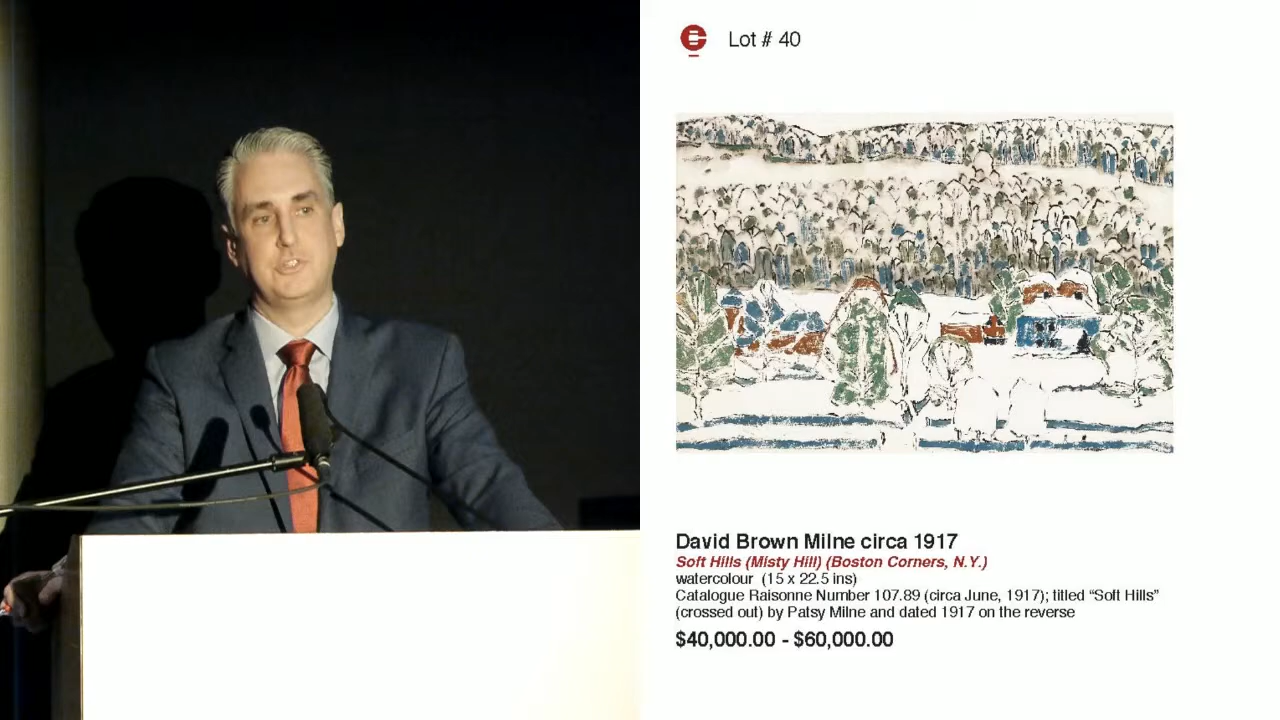 Lot # 40
David Brown Milne circa 1917
Soft Hills (Misty Hill) (Boston Corners, N.Y.)
watercolour (15 x 22.5 ins)
Catalogue Raisonne Number 107.89 (circa June, 1917); titled “Soft Hills”
(crossed out) by Patsy Milne and dated 1917 on the reverse
$40,000.00 - $60,000.00